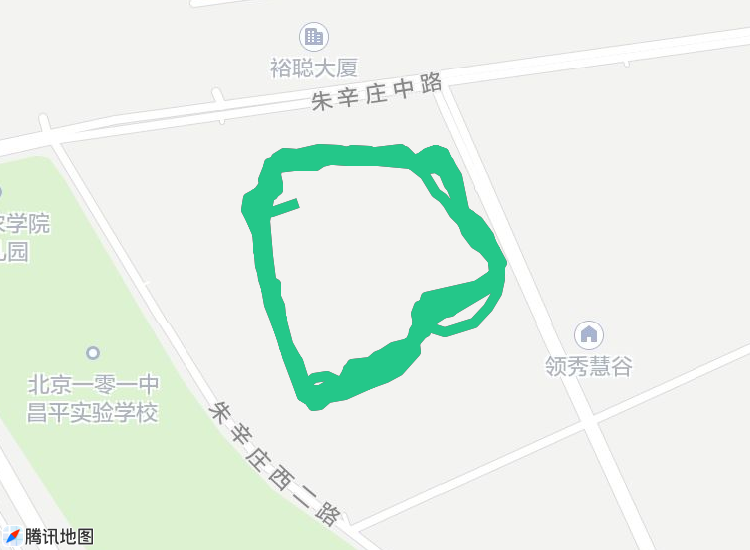 裕聪大厦
朱辛庄中路
农学院
儿园
领秀慧谷
北京一零一中
昌平实验学校
朱辛庄西二路
腾讯地图